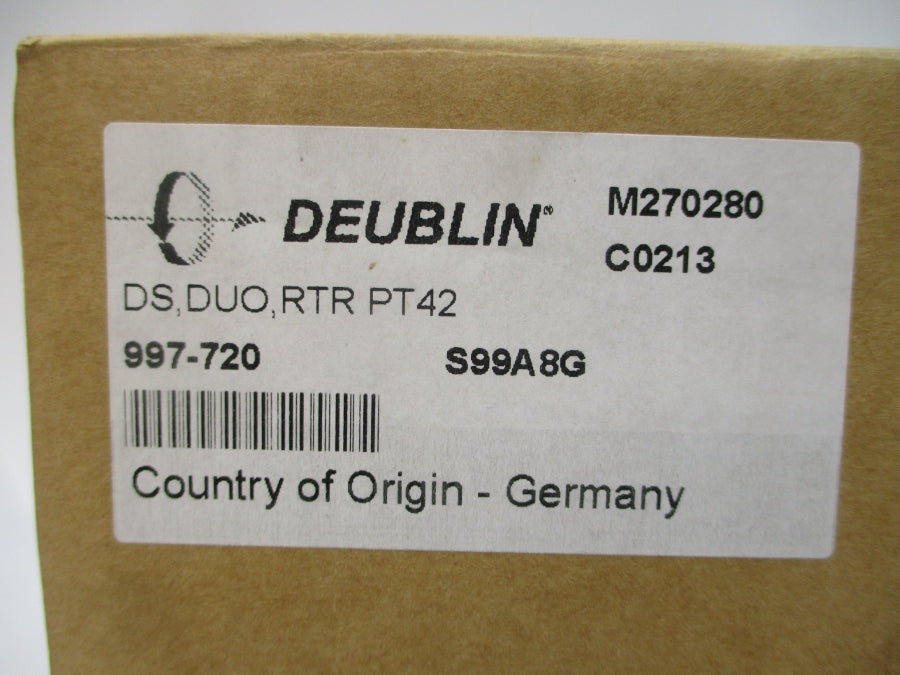 DEUBLIN®
M270280
C0213
DS,DUO,RTR PT42
997-720 S99A8G
Country of Origin - Germany